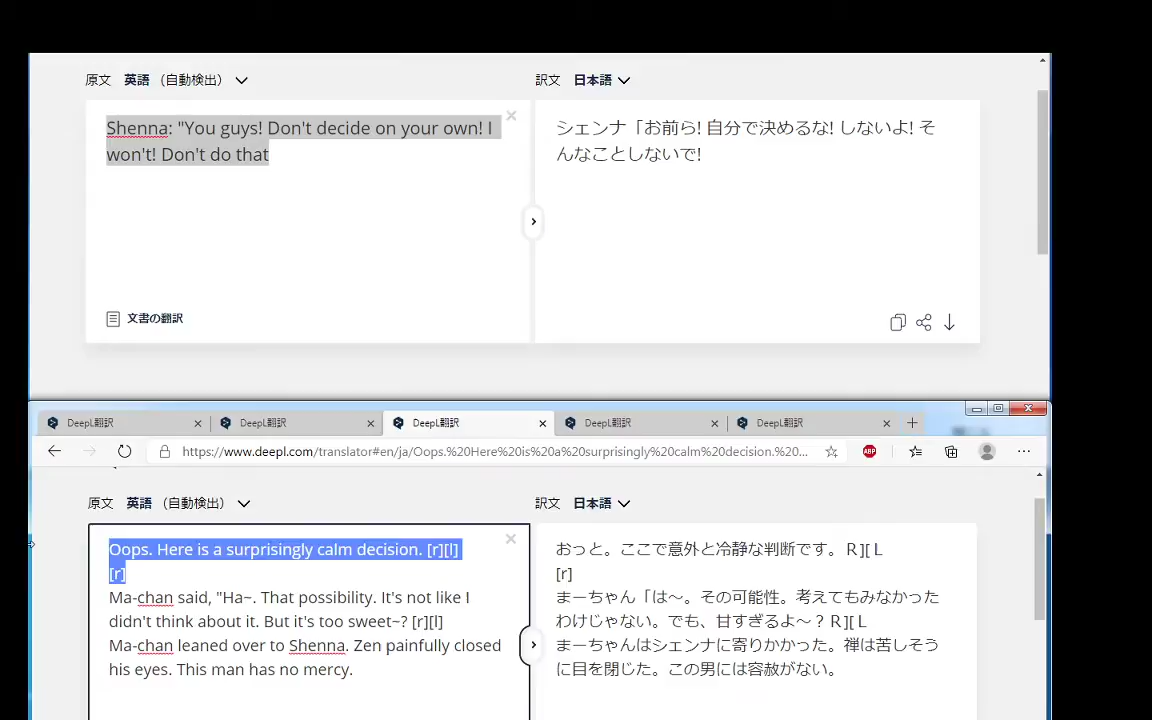 原文 英語 (自動検出)
訳文 日本語
Shenna: "You guys! Don't decide on your own! I
won't! Don't do that
シェンナ「お前ら! 自分で決めるな! しないよ! そ
んなことしないで!
文書の翻訳
DeepL翻訳 DeepL翻訳 DeepL翻訳 DeepL翻訳 DeepL翻訳
https://www.deepl.com/translator#en/ja/Oops.%20Here%20is%20a%20surprisingly%20calm%20decision.%20...
ABP
原文 英語 (自動検出)
訳文 日本語
Oops. Here is a surprisingly calm decision. [r][l]
[r]
Ma-chan said, "Ha~. That possibility. It's not like I
didn't think about it. But it's too sweet~? [r][l]
Ma-chan leaned over to Shenna. Zen painfully closed
his eyes. This man has no mercy.
おっと。ここで意外と冷静な判断です。Ｒ][Ｌ
[r]
まーちゃん「は〜。その可能性。考えてもみなかった
わけじゃない。でも、甘すぎるよ〜？Ｒ][Ｌ
まーちゃんはシェンナに寄りかかった。禅は苦しそう
に目を閉じた。この男には容赦がない。